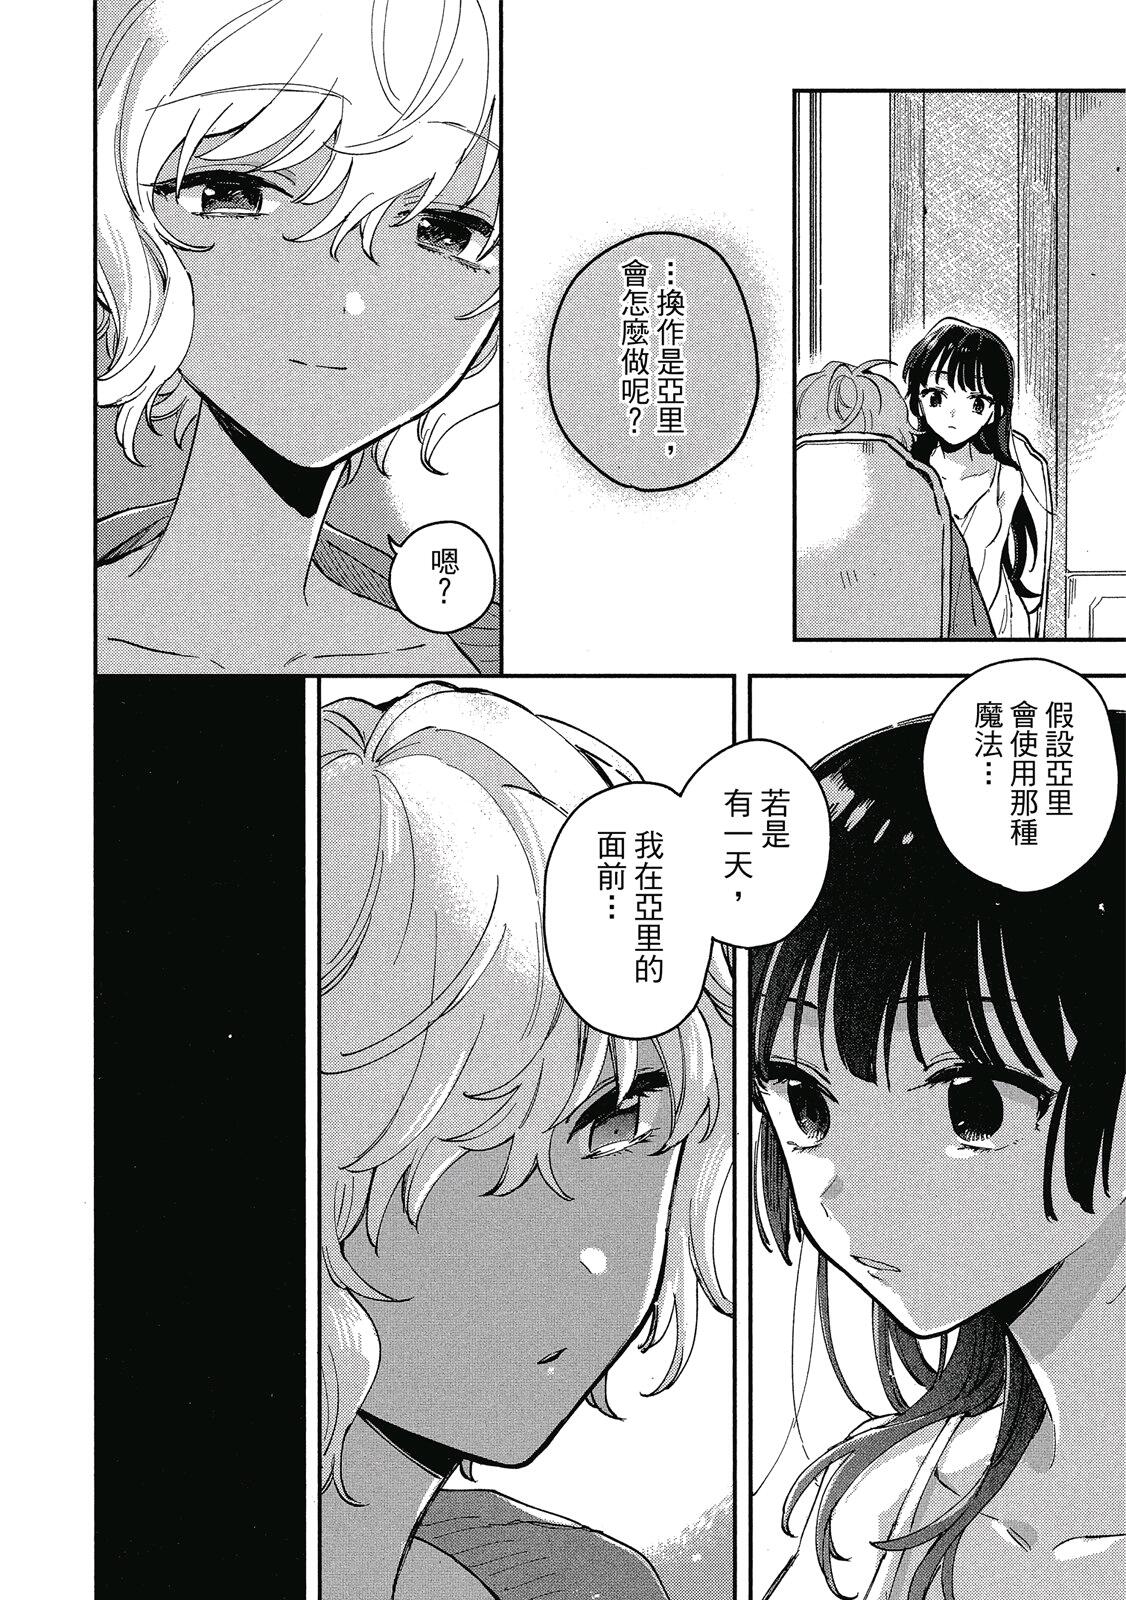 …換作是亞里，
會怎麼做呢？
嗯？
假設亞里
會使用那種
魔法…
若是
有一天，
我在亞里的
面前…